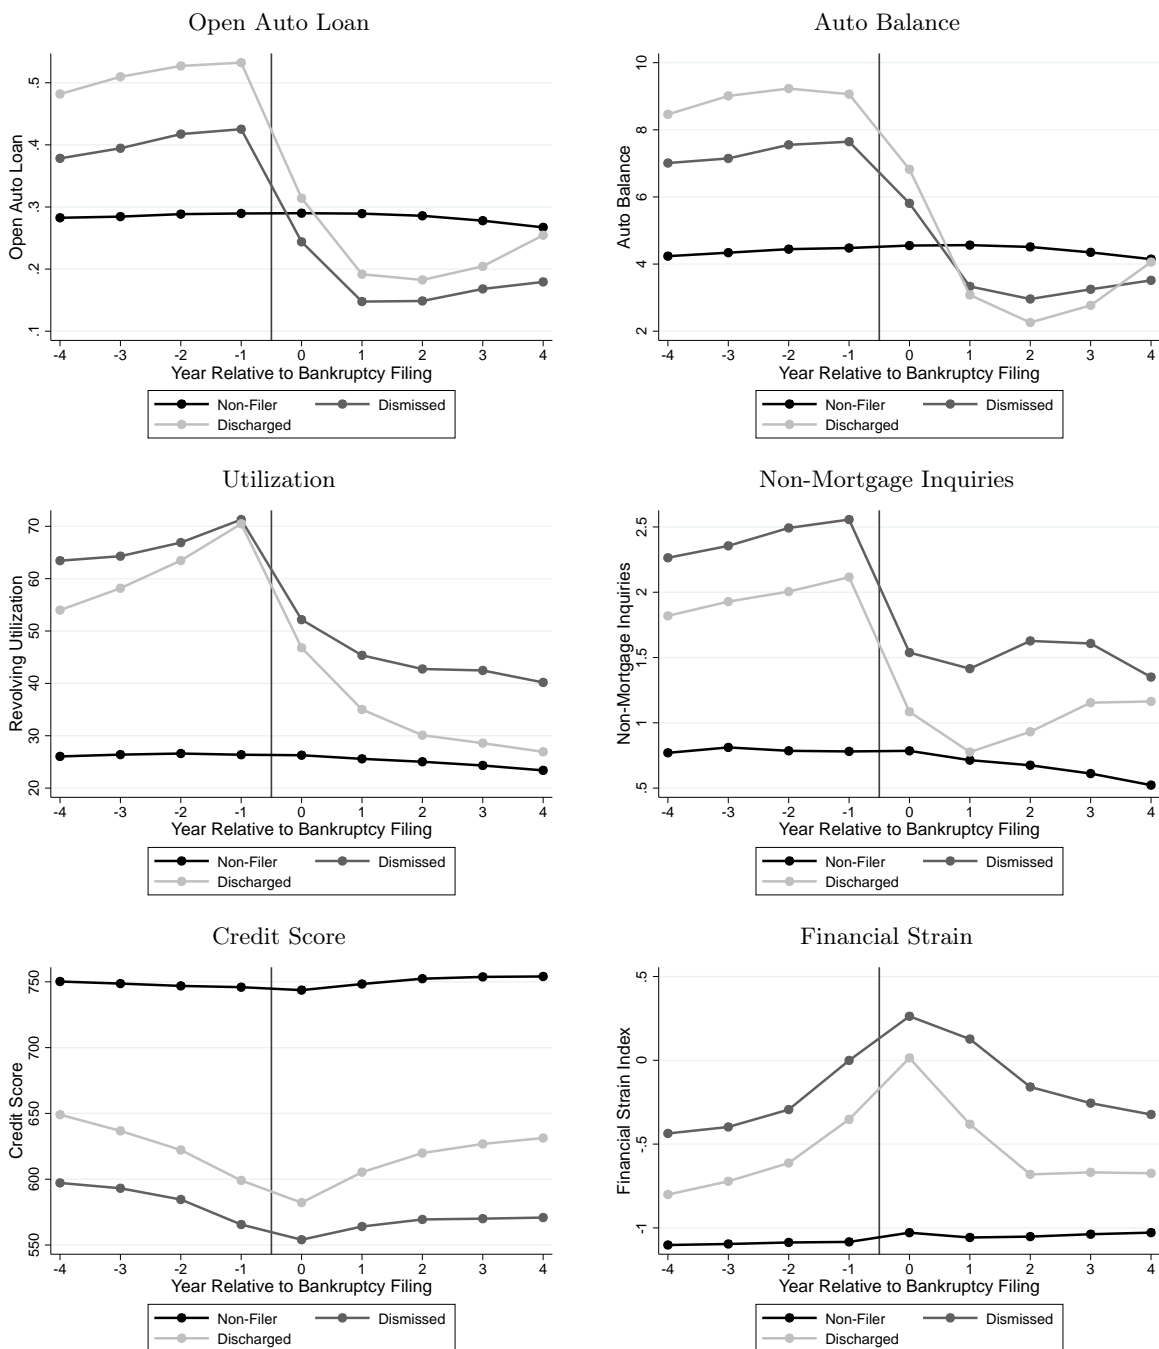 Open Auto Loan
Open Auto Loan
.5
.4
.3
.2
.1
-4 -3 -2 -1 0 1 2 3 4
Year Relative to Bankruptcy Filing
Non-Filer Dismissed
Discharged
Auto Balance
Auto Balance
10
8
6
4
2
-4 -3 -2 -1 0 1 2 3 4
Year Relative to Bankruptcy Filing
Non-Filer Dismissed
Discharged
Utilization
Revolving Utilization
70
60
50
40
30
20
-4 -3 -2 -1 0 1 2 3 4
Year Relative to Bankruptcy Filing
Non-Filer Dismissed
Discharged
Non-Mortgage Inquiries
Non-Mortgage Inquiries
2.5
2
1.5
1
.5
-4 -3 -2 -1 0 1 2 3 4
Year Relative to Bankruptcy Filing
Non-Filer Dismissed
Discharged
Credit Score
Credit Score
750
700
650
600
550
-4 -3 -2 -1 0 1 2 3 4
Year Relative to Bankruptcy Filing
Non-Filer Dismissed
Discharged
Financial Strain
Financial Strain Index
.5
0
-.5
-1
-4 -3 -2 -1 0 1 2 3 4
Year Relative to Bankruptcy Filing
Non-Filer Dismissed
Discharged